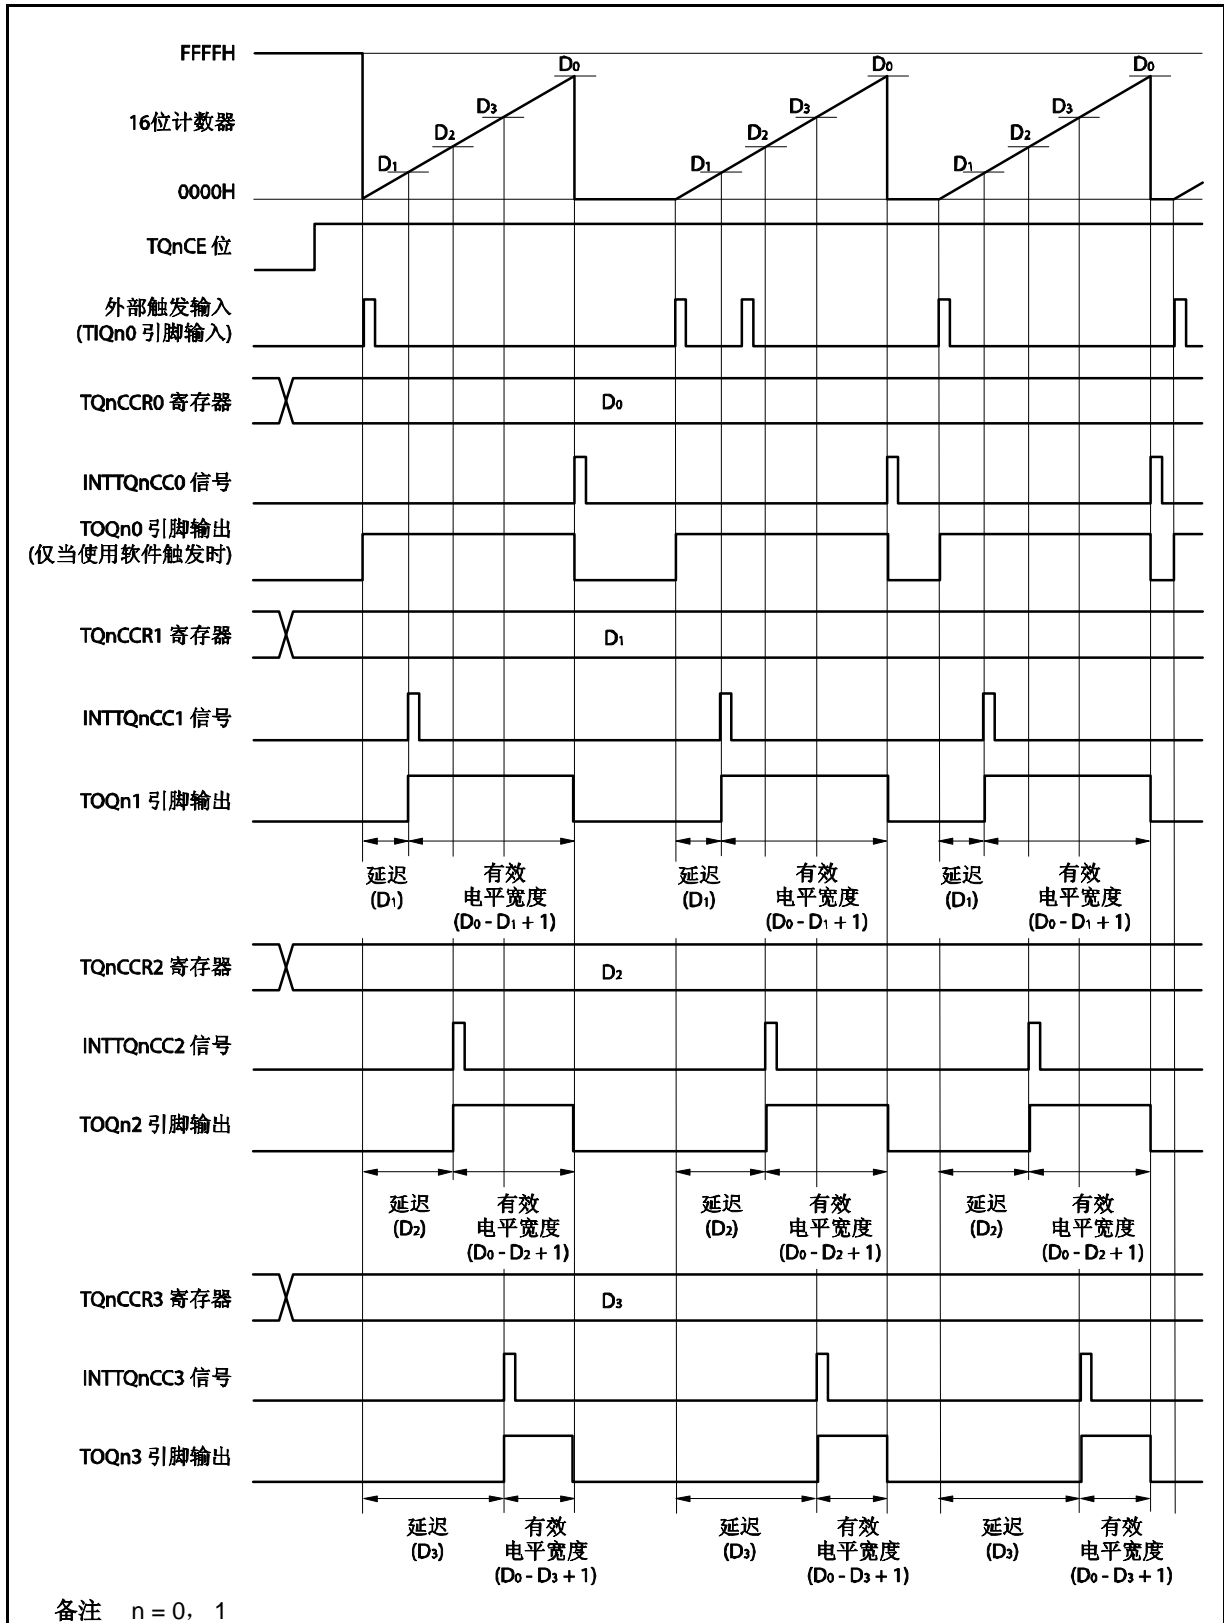 FFFFH
16位计数器
0000H
D₀ D₀ D₀
D₃ D₃ D₃
D₂ D₂ D₂
D₁ D₁ D₁
TQnCE 位
外部触发输入
(TIQn0 引脚输入)
TQnCCR0 寄存器 D₀
INTTQnCC0 信号
TOQn0 引脚输出
(仅当使用软件触发时)
TQnCCR1 寄存器 D₁
INTTQnCC1 信号
TOQn1 引脚输出
延迟 有效 延迟 有效 延迟 有效
(D₁) 电平宽度 (D₁) 电平宽度 (D₁) 电平宽度
(D₀ - D₁ + 1) (D₀ - D₁ + 1) (D₀ - D₁ + 1)
TQnCCR2 寄存器 D₂
INTTQnCC2 信号
TOQn2 引脚输出
延迟 有效 延迟 有效 延迟 有效
(D₂) 电平宽度 (D₂) 电平宽度 (D₂) 电平宽度
(D₀ - D₂ + 1) (D₀ - D₂ + 1) (D₀ - D₂ + 1)
TQnCCR3 寄存器 D₃
INTTQnCC3 信号
TOQn3 引脚输出
延迟 有效 延迟 有效 延迟 有效
(D₃) 电平宽度 (D₃) 电平宽度 (D₃) 电平宽度
(D₀ - D₃ + 1) (D₀ - D₃ + 1) (D₀ - D₃ + 1)
备注 n = 0， 1